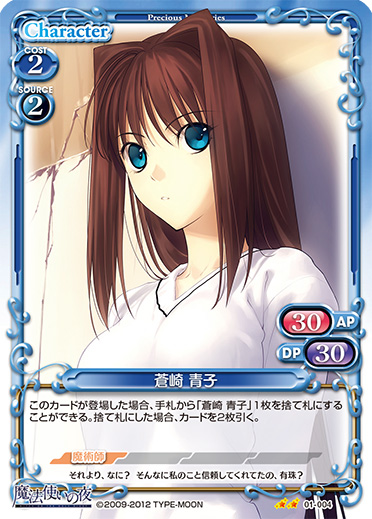 Precious Memories
Character
COST
2
SOURCE
2
30 AP
DP 30
蒼崎 青子
このカードが登場した場合、手札から「蒼崎 青子」1枚を捨て札にする
ことができる。捨て札にした場合、カードを2枚引く。
魔術師
それより、なに？ そんなに私のこと信頼してくれてたの、有珠？
魔法使いの夜
©2009-2012 TYPE-MOON
01-004